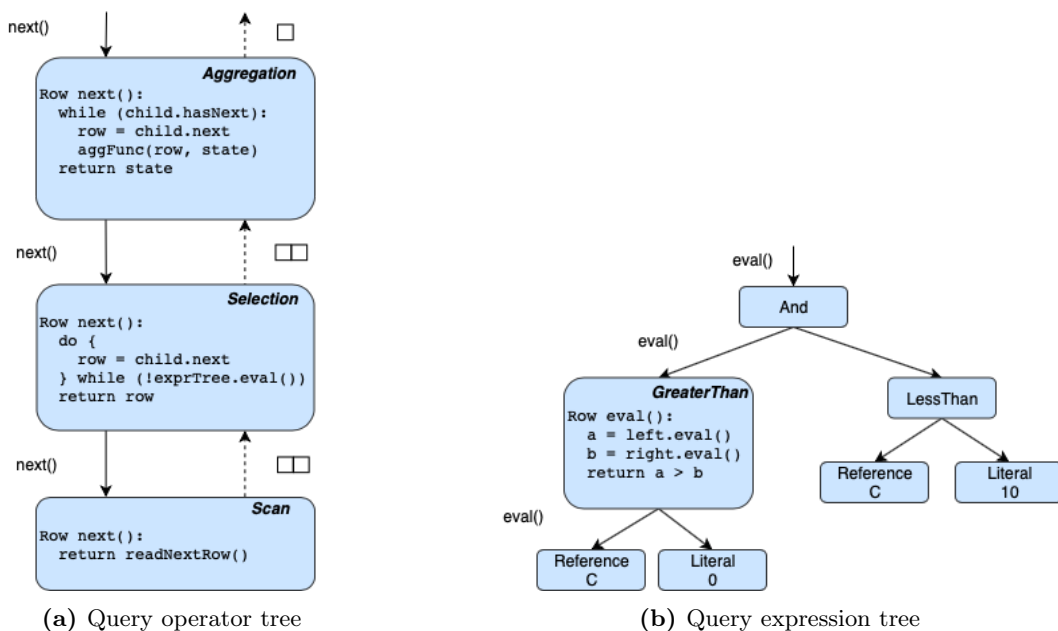 next()
Aggregation
Row next():
while (child.hasNext):
row = child.next
aggFunc(row, state)
return state
next()
Selection
Row next():
do {
row = child.next
} while (!exprTree.eval())
return row
next()
Scan
Row next():
return readNextRow()
(a) Query operator tree
eval()
And
eval()
GreaterThan
Row eval():
a = left.eval()
b = right.eval()
return a > b
LessThan
Reference
C
Literal
10
eval()
Reference
C
Literal
0
(b) Query expression tree